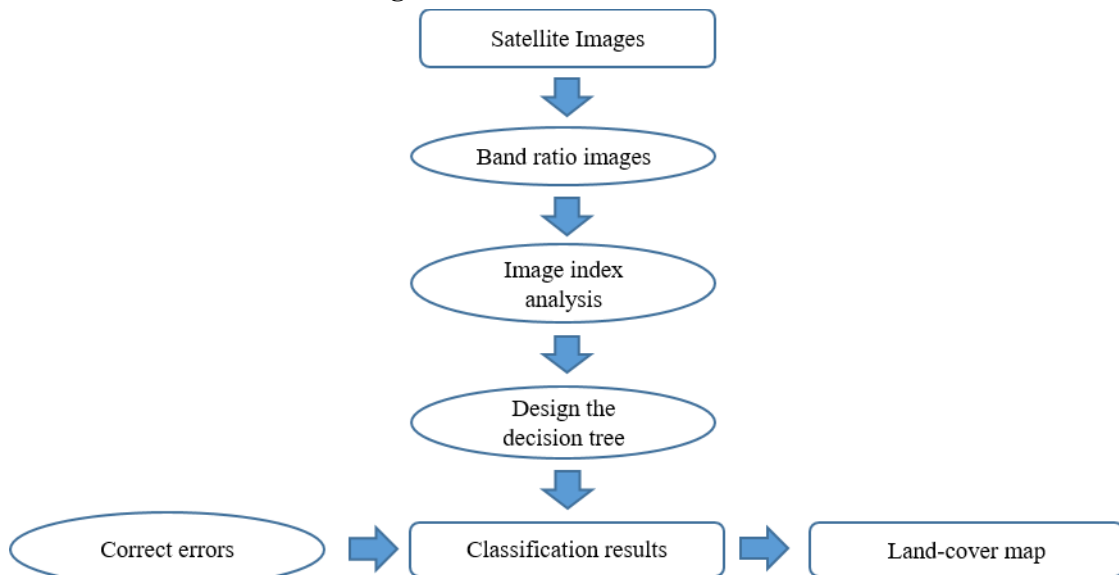 Satellite Images
Band ratio images
Image index
analysis
Design the
decision tree
Correct errors
Classification results
Land-cover map